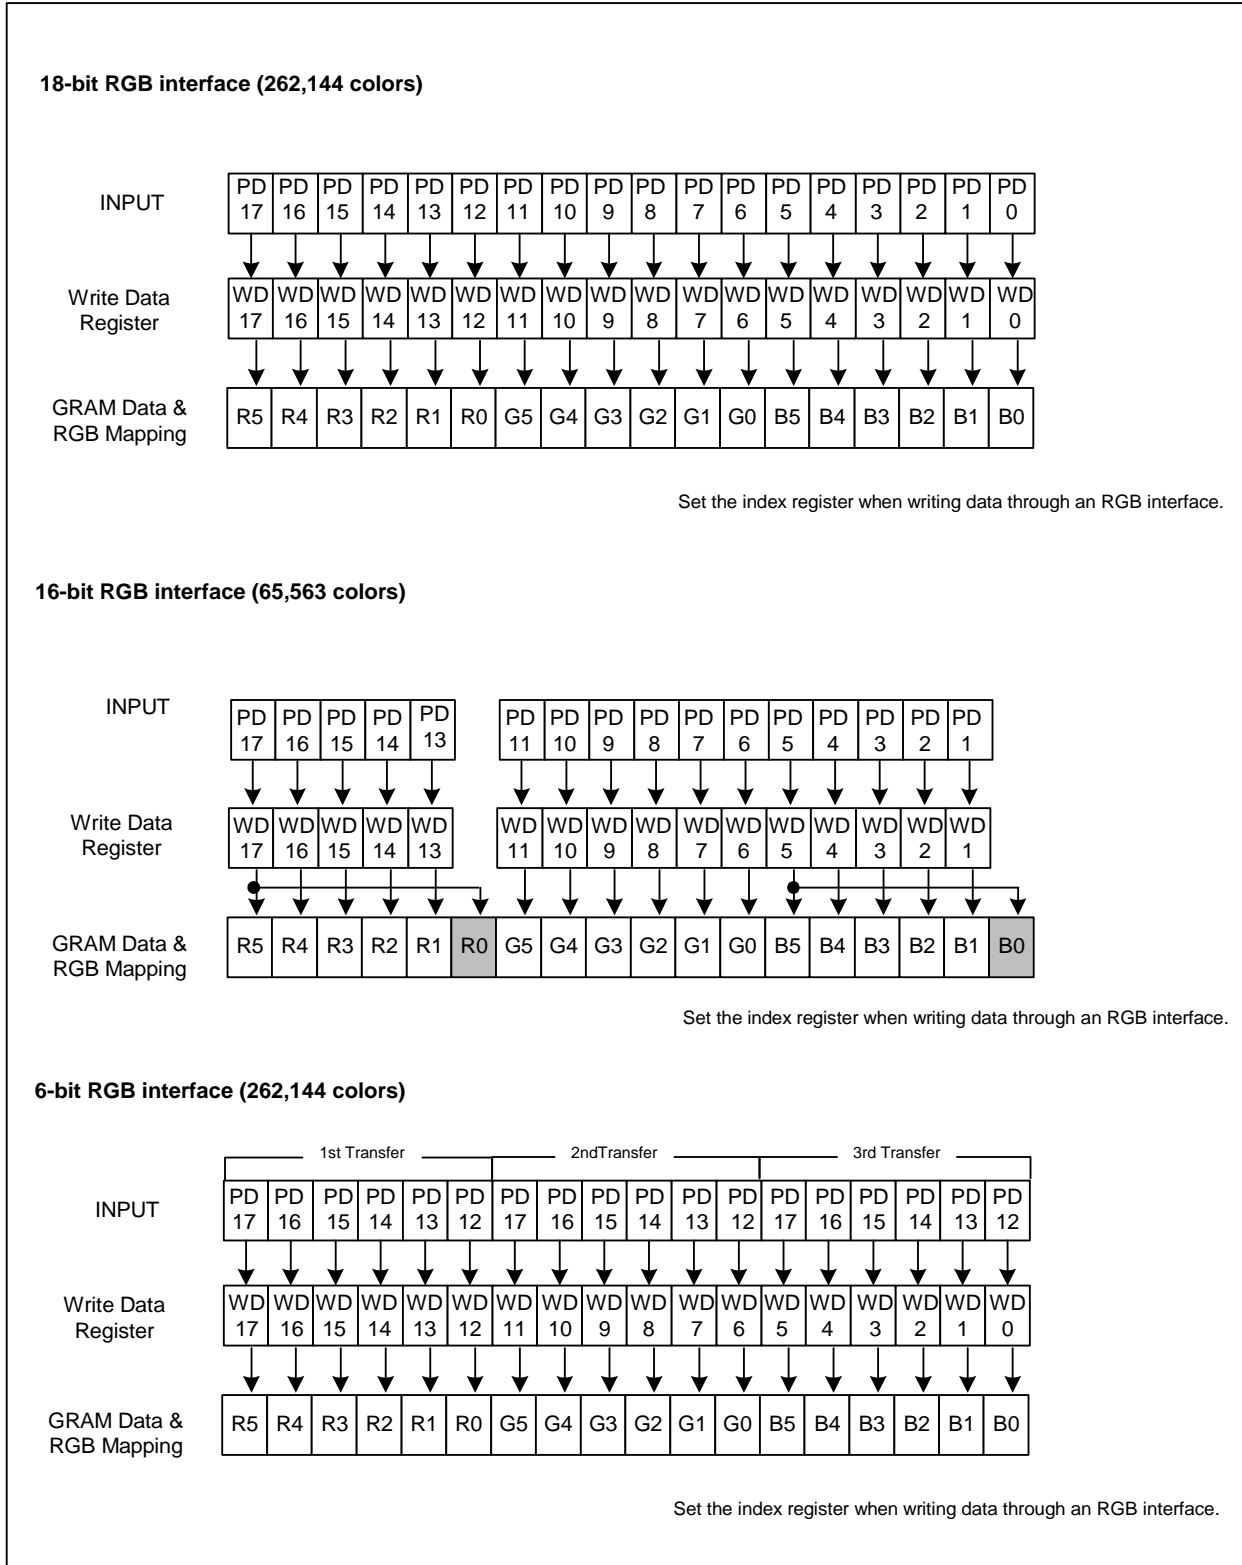 18-bit RGB interface (262,144 colors)
PD PD PD PD PD PD PD PD PD PD PD PD PD PD PD PD PD PD
INPUT
17 16 15 14 13 12 11 10 9 8 7 6 5 4 3 2 1 0
Write Data
Register
WD WD WD WD WD WD WD WD WD WD WD WD WD WD WD WD WD WD
17 16 15 14 13 12 11 10 9 8 7 6 5 4 3 2 1 0
GRAM Data &
RGB Mapping
R5 R4 R3 R2 R1 R0 G5 G4 G3 G2 G1 G0 B5 B4 B3 B2 B1 B0
Set the index register when writing data through an RGB interface.
16-bit RGB interface (65,563 colors)
INPUT
PD PD PD PD PD PD PD PD PD PD PD PD PD PD PD PD
17 16 15 14 13 11 10 9 8 7 6 5 4 3 2 1
Write Data
Register
WD WD WD WD WD WD WD WD WD WD WD WD WD WD WD WD
17 16 15 14 13 11 10 9 8 7 6 5 4 3 2 1
GRAM Data &
RGB Mapping
R5 R4 R3 R2 R1 R0 G5 G4 G3 G2 G1 G0 B5 B4 B3 B2 B1 B0
Set the index register when writing data through an RGB interface.
6-bit RGB interface (262,144 colors)
1st Transfer 2ndTransfer 3rd Transfer
INPUT
PD PD PD PD PD PD PD PD PD PD PD PD PD PD PD PD PD PD
17 16 15 14 13 12 17 16 15 14 13 12 17 16 15 14 13 12
Write Data
Register
WD WD WD WD WD WD WD WD WD WD WD WD WD WD WD WD WD WD
17 16 15 14 13 12 11 10 9 8 7 6 5 4 3 2 1 0
GRAM Data &
RGB Mapping
R5 R4 R3 R2 R1 R0 G5 G4 G3 G2 G1 G0 B5 B4 B3 B2 B1 B0
Set the index register when writing data through an RGB interface.